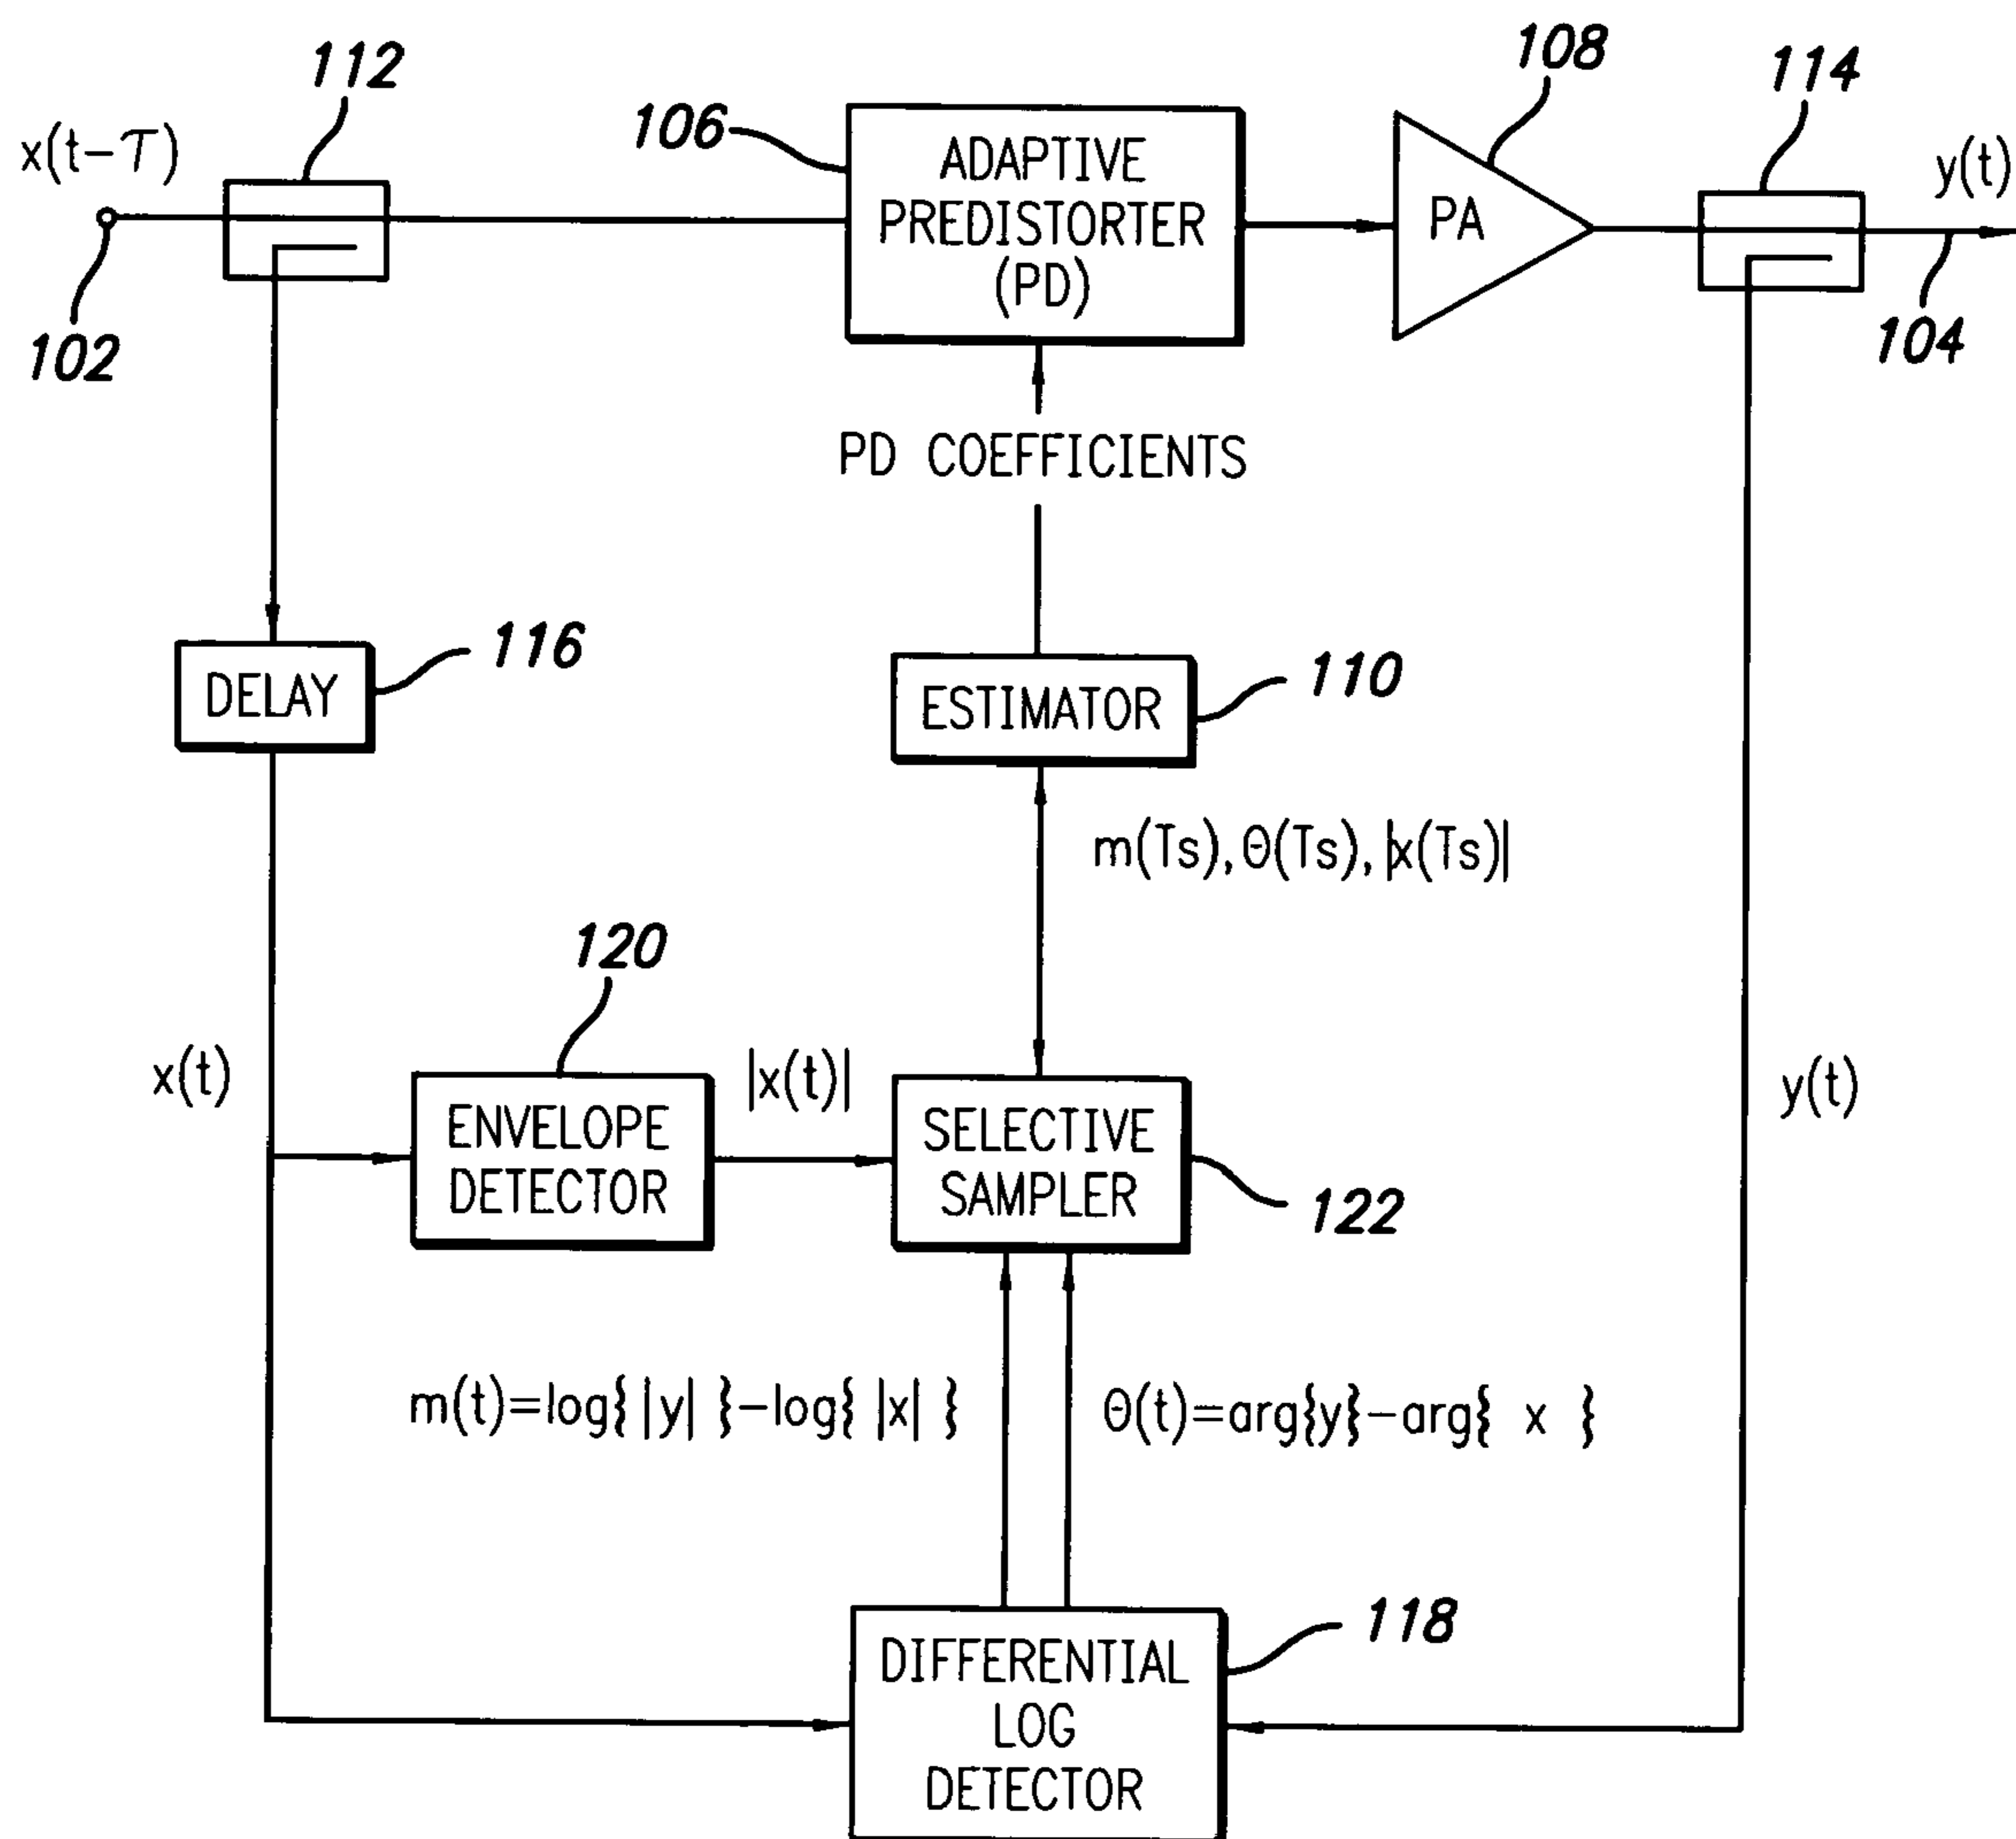 112
108
114
x(t-τ)
106
ADAPTIVE
PREDISTORTER
(PD)
PA
y(t)
102
104
PD COEFFICIENTS
DELAY
116
ESTIMATOR
110
m(Ts), Θ(Ts), |x(Ts)|
120
x(t)
|x(t)|
y(t)
ENVELOPE
DETECTOR
SELECTIVE
SAMPLER
122
m(t)=log{ |y| }-log{ |x| }
Θ(t)=arg{y}-arg{ x }
118
DIFFERENTIAL
LOG
DETECTOR